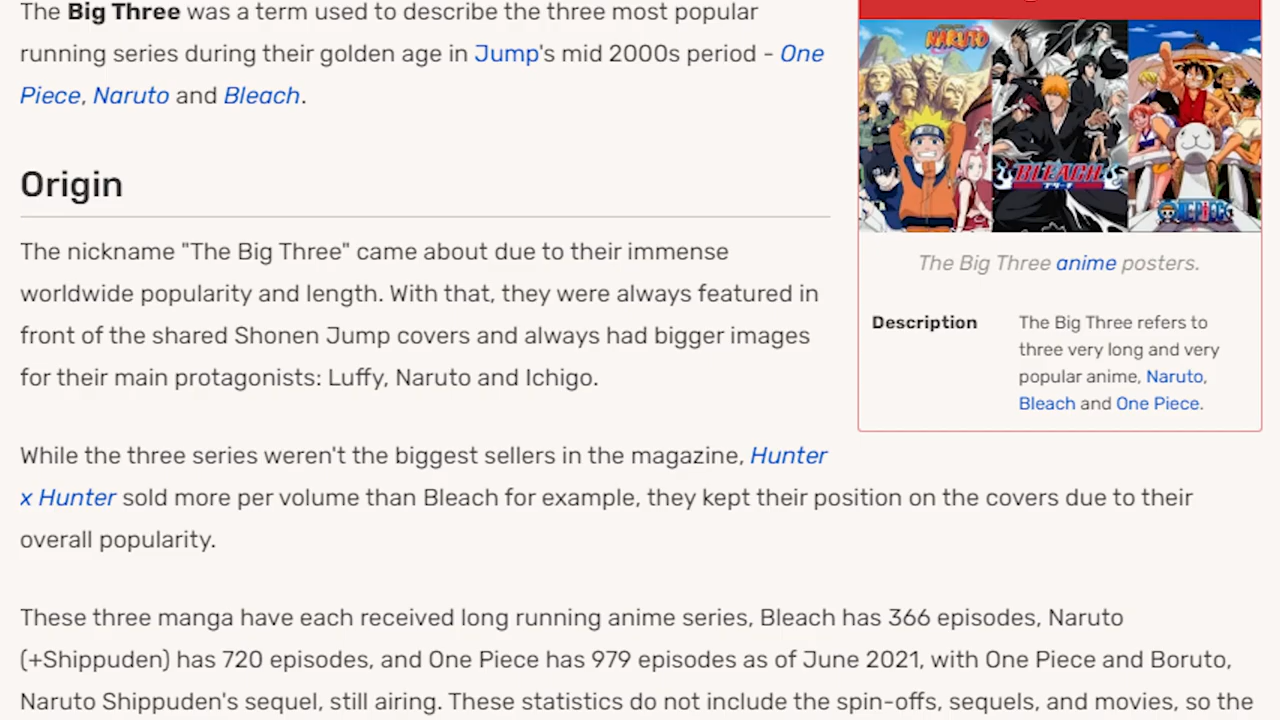 The Big Three was a term used to describe the three most popular
running series during their golden age in Jump's mid 2000s period - One
Piece, Naruto and Bleach.
Origin
The nickname "The Big Three" came about due to their immense
worldwide popularity and length. With that, they were always featured in
front of the shared Shonen Jump covers and always had bigger images
for their main protagonists: Luffy, Naruto and Ichigo.
While the three series weren't the biggest sellers in the magazine, Hunter
x Hunter sold more per volume than Bleach for example, they kept their position on the covers due to their
overall popularity.
These three manga have each received long running anime series, Bleach has 366 episodes, Naruto
(+Shippuden) has 720 episodes, and One Piece has 979 episodes as of June 2021, with One Piece and Boruto,
Naruto Shippuden's sequel, still airing. These statistics do not include the spin-offs, sequels, and movies, so the
NARUTO
BLEACH
ONE PIECE
The Big Three anime posters.
Description
The Big Three refers to
three very long and very
popular anime, Naruto,
Bleach and One Piece.